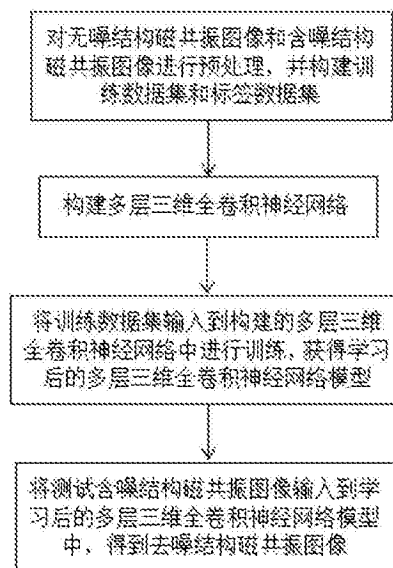 对无噪结构磁共振图像和含噪结构
磁共振图像进行预处理，并构建训
练数据集和标签数据集
构建多层三维全卷积神经网络
将训练数据集输入到构建的多层三维
全卷积神经网络中进行训练，获得学习
后的多层三维全卷积神经网络模型
将测试含噪结构磁共振图像输入到学
习后的多层三维全卷积神经网络模型
中，得到去噪结构磁共振图像